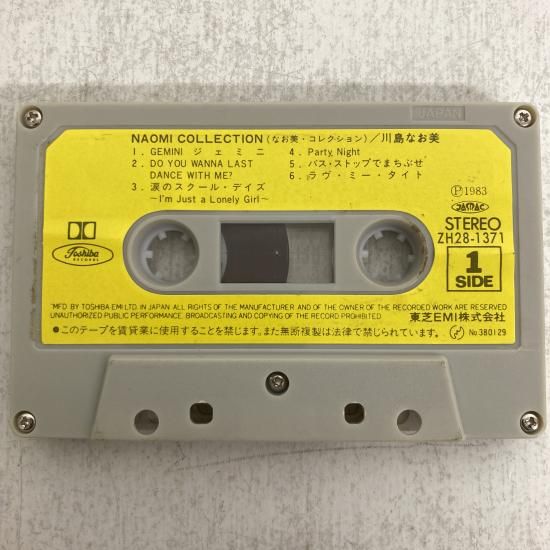 JAPAN
NAOMI COLLECTION (なお美・コレクション)／川島なお美
1. GEMINI ジェミニ
2. DO YOU WANNA LAST
DANCE WITH ME?
3. 涙のスクール・デイズ
～I'm Just a Lonely Girl～
4. Party Night
5. バス・ストップでまちぶせ
6. ラヴ・ミー・タイト
Ⓟ1983
JASRAC
Toshiba
RECORDS
STEREO
ZH28-1371
1
SIDE
"MFD. BY TOSHIBA-EMI LTD. IN JAPAN. ALL RIGHTS OF THE MANUFACTURER AND OF THE OWNER OF THE RECORDED WORK ARE RESERVED
UNAUTHORIZED PUBLIC PERFORMANCE, BROADCASTING AND COPYING OF THE RECORD PROHIBITED."
●このテープを賃貸業に使用することを禁じます。また無断複製は法律で禁じられています。 No.380129
東芝EMI株式会社